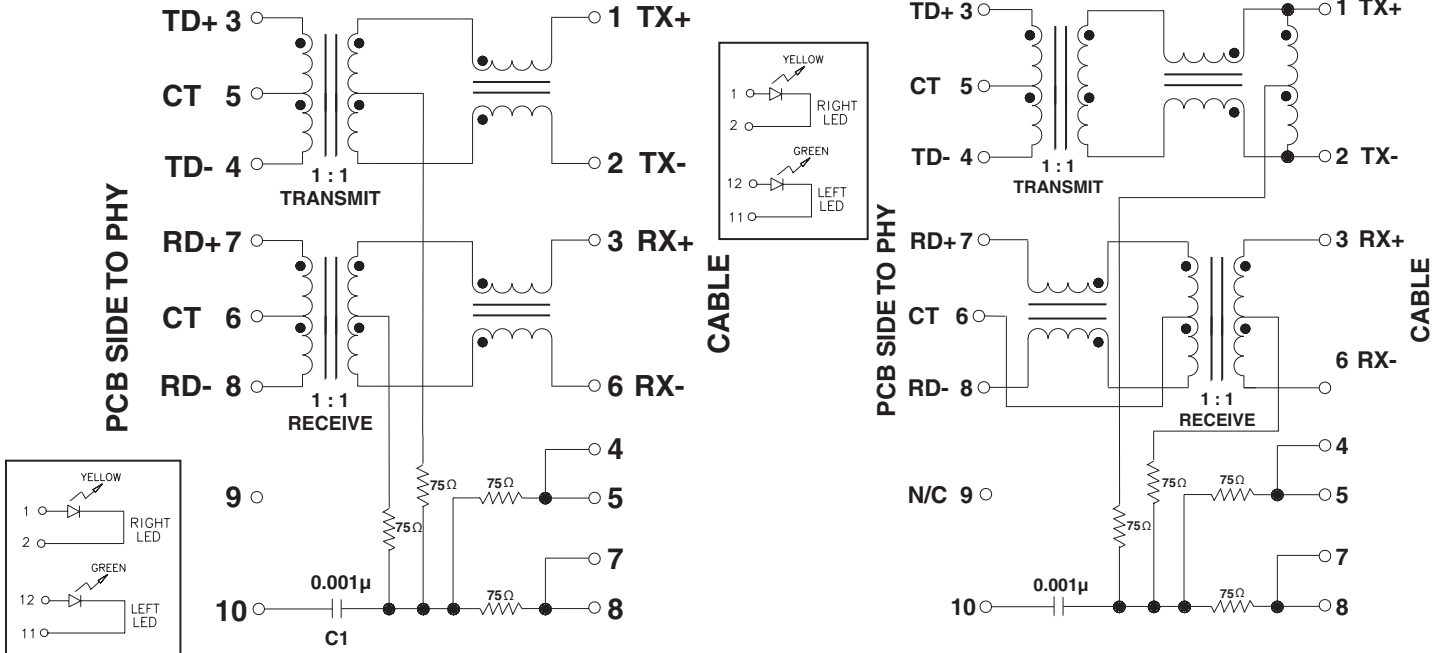 TD+ 3
1 TX+
CT 5
TD- 4
2 TX-
1 : 1
TRANSMIT
PCB SIDE TO PHY
RD+ 7
3 RX+
CT 6
RD- 8
6 RX-
1 : 1
RECEIVE
CABLE
4
9
75Ω
75Ω
5
75Ω
7
0.001µ
75Ω
10
8
C1
YELLOW
1
RIGHT
LED
2
GREEN
12
LEFT
LED
11
YELLOW
1
RIGHT
LED
2
GREEN
12
LEFT
LED
11
TD+ 3
1 TX+
CT 5
TD- 4
2 TX-
1 : 1
TRANSMIT
PCB SIDE TO PHY
RD+ 7
3 RX+
CT 6
6 RX-
RD- 8
1 : 1
RECEIVE
CABLE
4
N/C 9
75Ω
75Ω
5
75Ω
7
0.001µ
75Ω
10
8